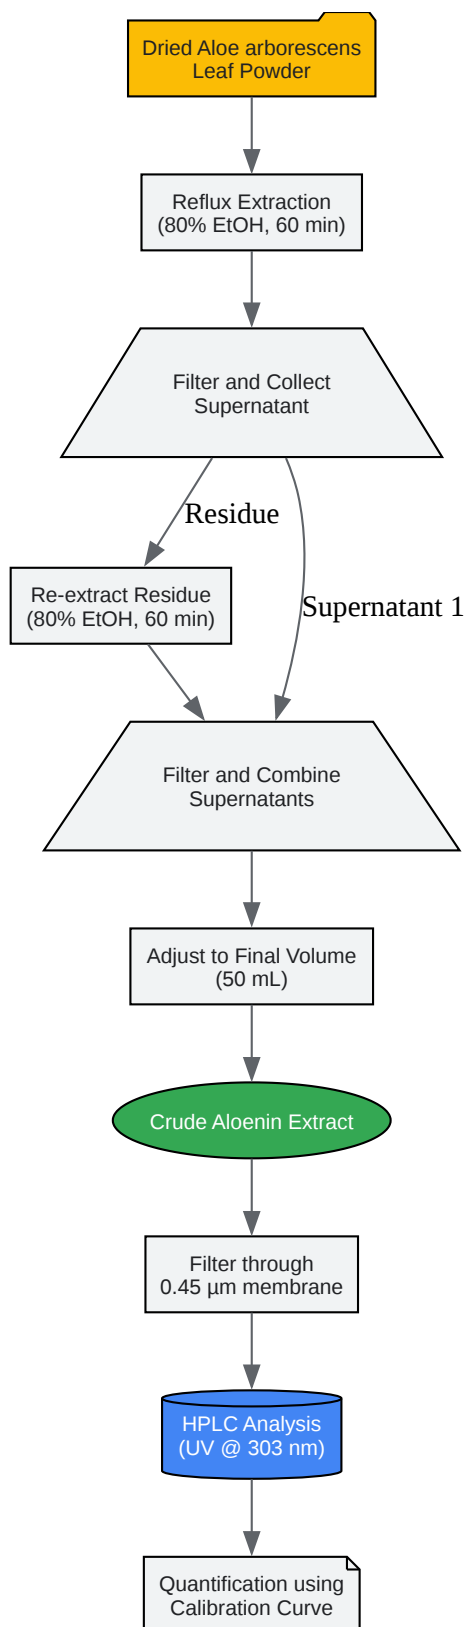 Dried Aloe arborescens
Leaf Powder
Reflux Extraction
(80% EtOH, 60 min)
Filter and Collect
Supernatant
Residue
Re-extract Residue
(80% EtOH, 60 min)
Supernatant 1
Filter and Combine
Supernatants
Adjust to Final Volume
(50 mL)
Crude Aloenin Extract
Filter through
0.45 µm membrane
HPLC Analysis
(UV @ 303 nm)
Quantification using
Calibration Curve